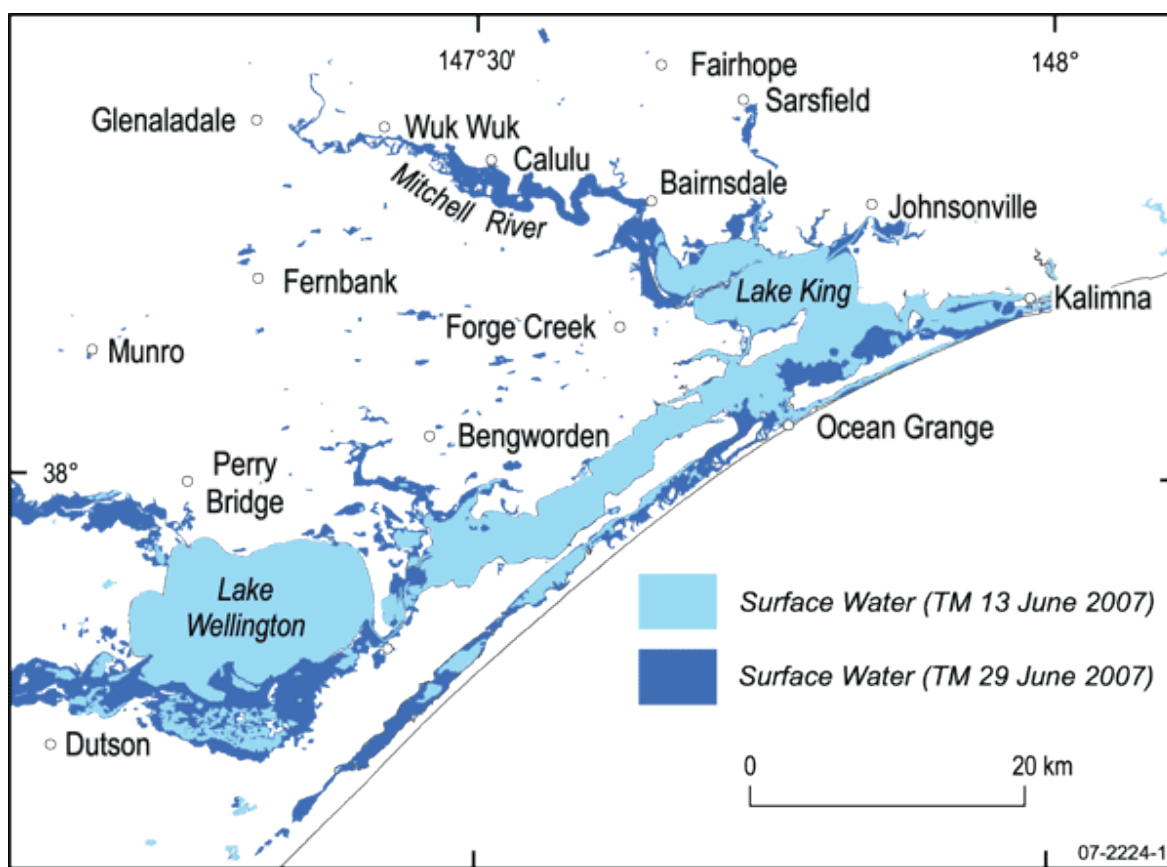 147°30'
148°
Fairhope
Sarsfield
Glenaladale
Wuk Wuk
Calulu
Mitchell River
Bairnsdale
Johnsonville
Fernbank
Lake King
Kalimna
Forge Creek
Munro
Ocean Grange
Bengworden
38°
Perry
Bridge
Lake
Wellington
Surface Water (TM 13 June 2007)
Surface Water (TM 29 June 2007)
Dutson
0
20 km
07-2224-1